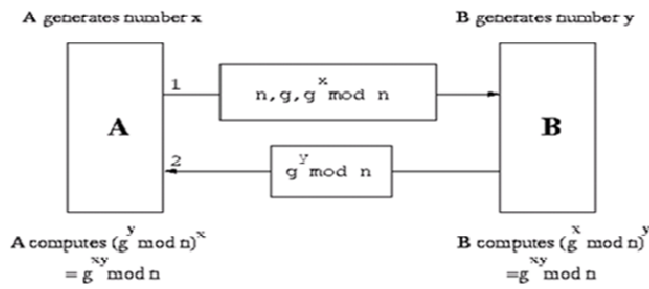 A generates number x
B generates number y
1
n,g,g^x mod n
A
B
2
g^y mod n
A computes (g^y mod n)^x
= g^xy mod n
B computes (g^x mod n)^y
=g^xy mod n